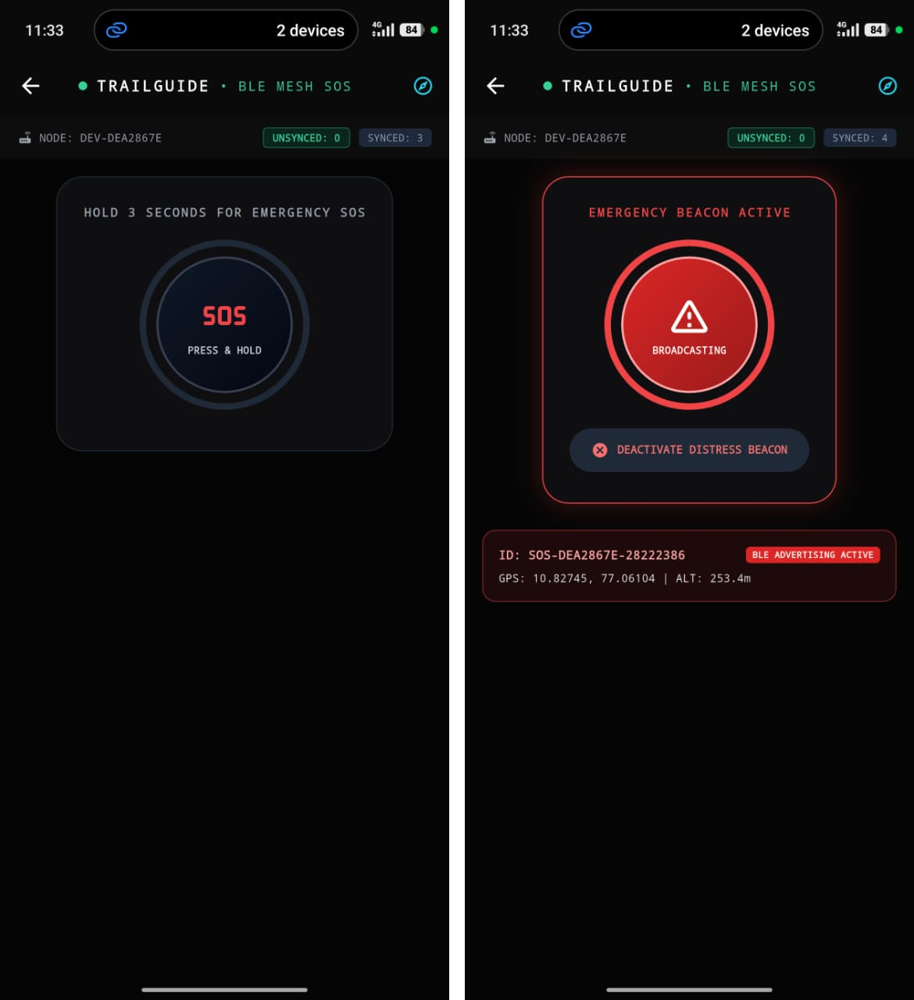 11:33 2 devices 4G 84
TRAILGUIDE • BLE MESH SOS
NODE: DEV-DEA2867E UNSYNCED: 0 SYNCED: 3
HOLD 3 SECONDS FOR EMERGENCY SOS
SOS
PRESS & HOLD
11:33 2 devices 4G 84
TRAILGUIDE • BLE MESH SOS
NODE: DEV-DEA2867E UNSYNCED: 0 SYNCED: 4
EMERGENCY BEACON ACTIVE
BROADCASTING
DEACTIVATE DISTRESS BEACON
ID: SOS-DEA2867E-28222386 BLE ADVERTISING ACTIVE
GPS: 10.82745, 77.06104 | ALT: 253.4m